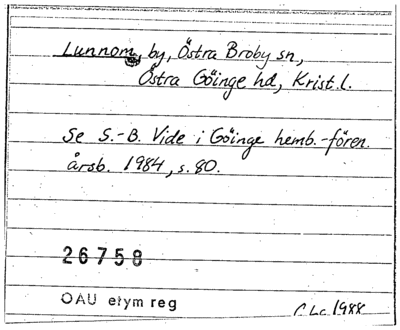 Lunnom, by, Östra Broby sn,
Östra Göinge hd, Krist. l.
Se S.-B. Vide i Göinge hemb.-fören.
årsb. 1984, s. 80.
26758
OAU etym reg
1988